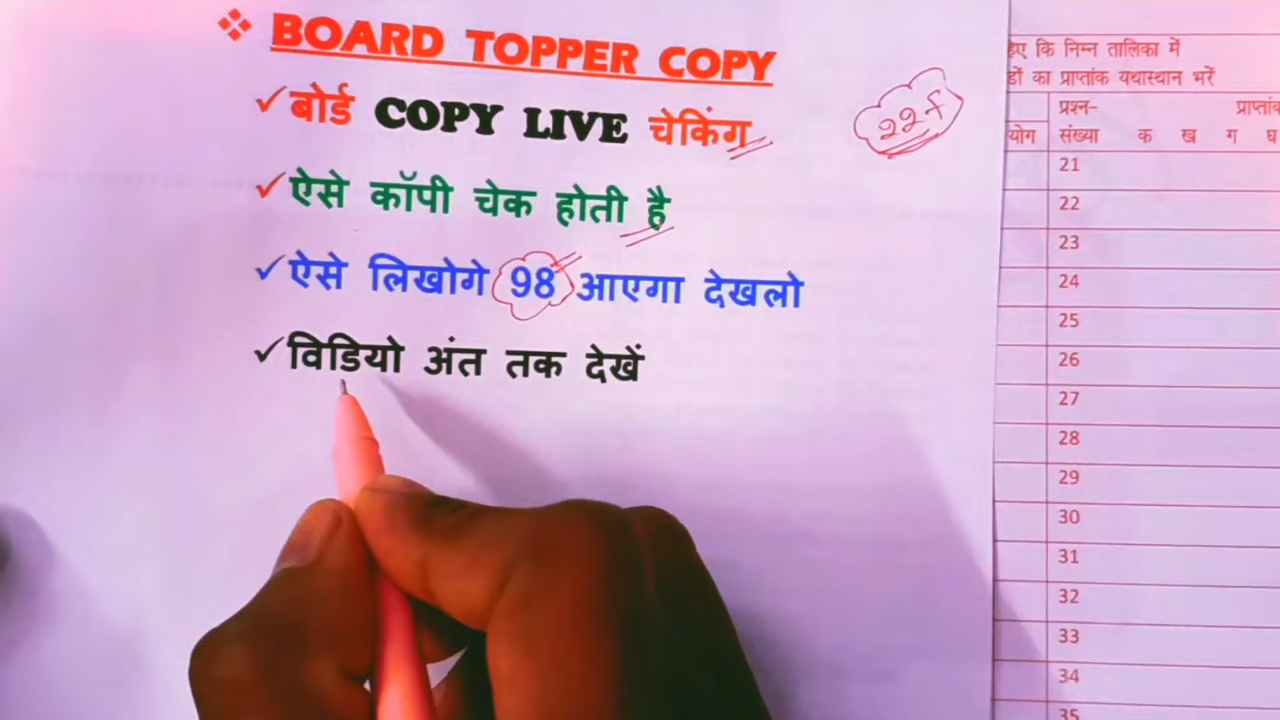 ❖ BOARD TOPPER COPY
✓ बोर्ड COPY LIVE चेकिंग
✓ ऐसे कॉपी चेक होती है
✓ ऐसे लिखोगे 98 आएगा देखलो
✓ विडियो अंत तक देखें
कि निम्न तालिका में
का प्राप्तांक यथास्थान भरें
योग प्रश्न-संख्या
क ख ग घ
21
22
23
24
25
26
27
28
29
30
31
32
33
34
35